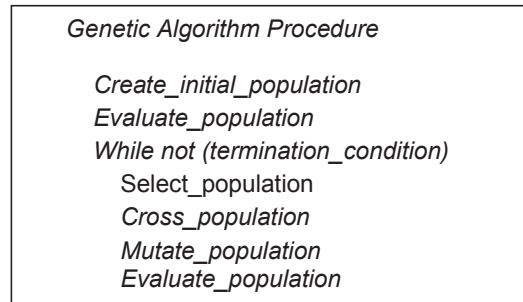 Genetic Algorithm Procedure
Create_initial_population
Evaluate_population
While not (termination_condition)
Select_population
Cross_population
Mutate_population
Evaluate_population